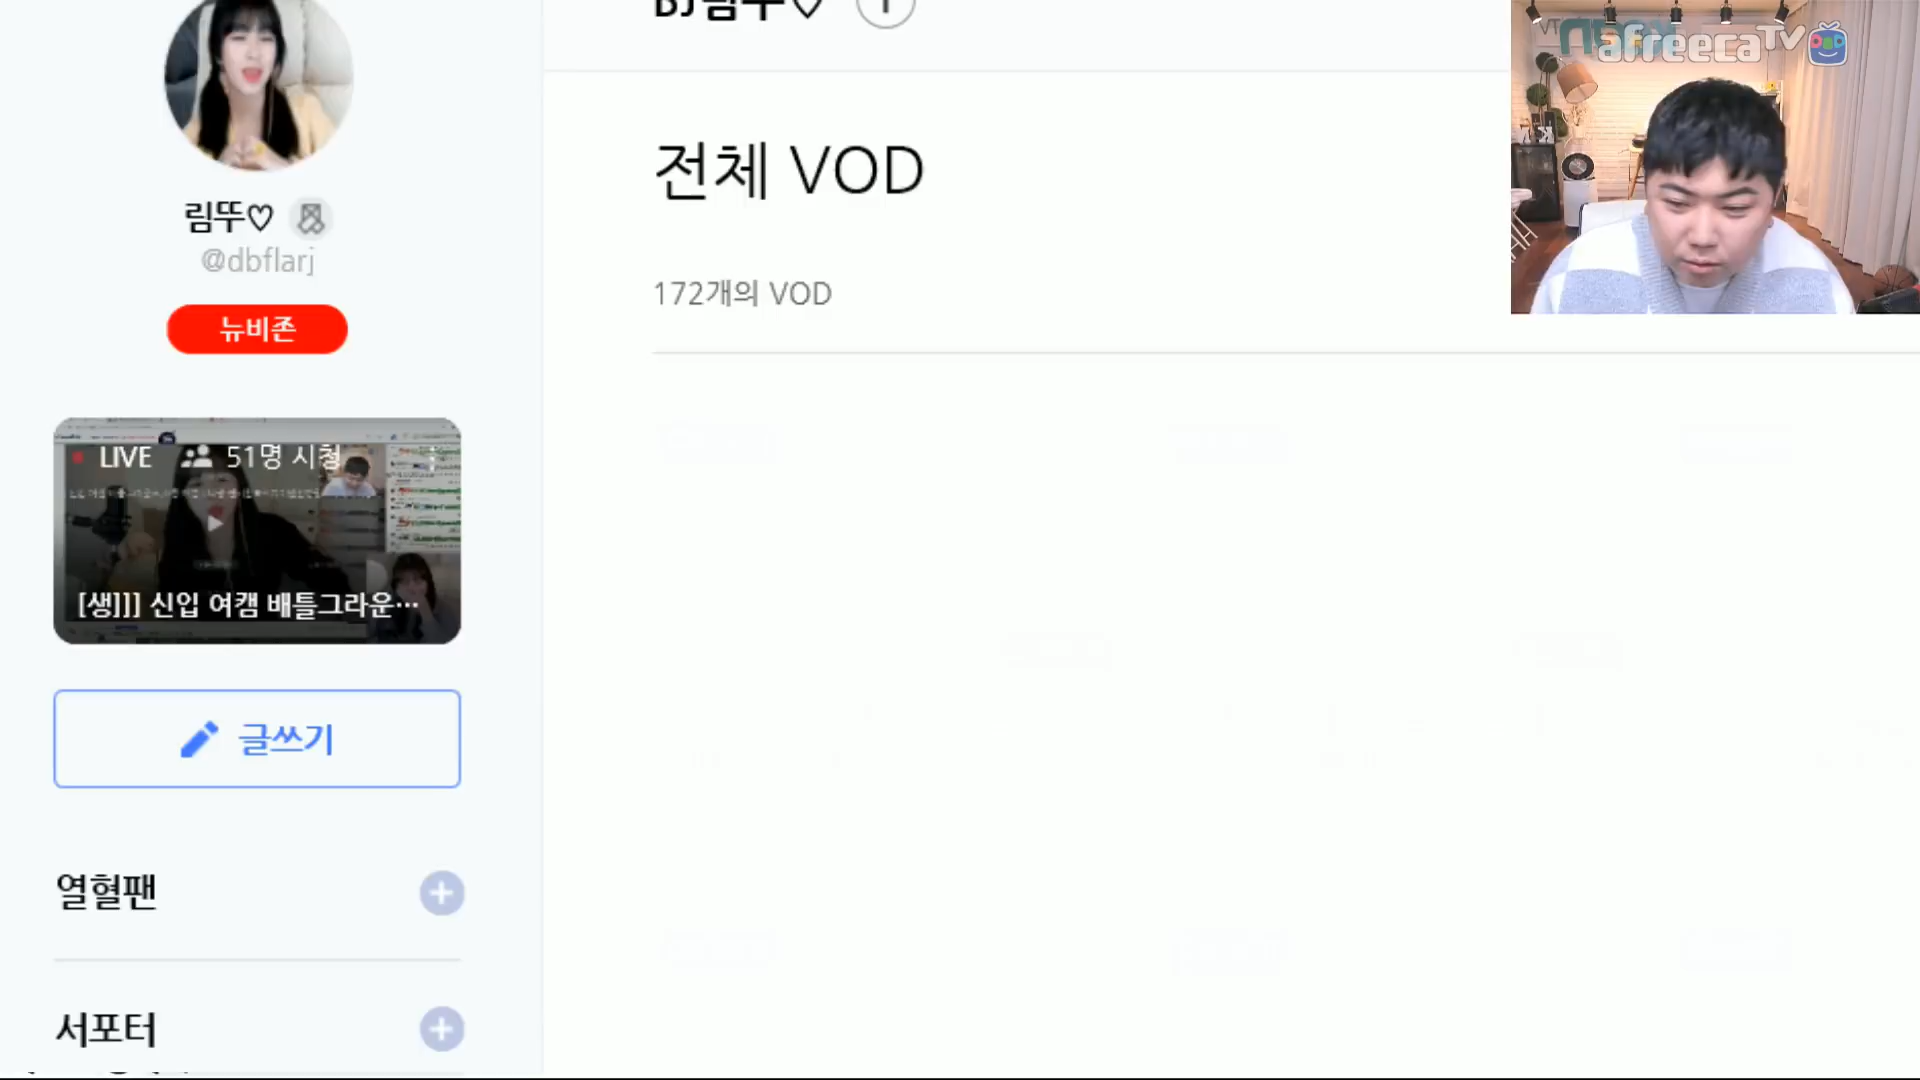 전체 VOD
172개의 VOD
afreecaTV
림뚜♡
@dbflarj
뉴비존
LIVE 51명 시청
[생]]] 신입 여캠 배틀그라운…
글쓰기
열혈팬
서포터